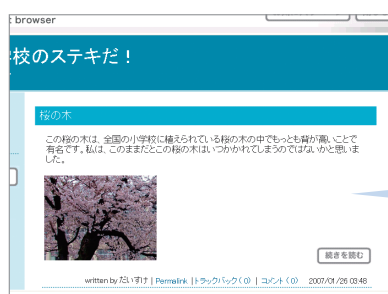 browser
校のステキだ！
桜の木
この桜の木は、全国の小学校に植えられている桜の木の中でもっとも背が高いことで
有名です。私は、このままだとこの桜の木はいつかかれてしまうのではないかと思いま
した。
続きを読む
written by だいすけ | Permalink |トラックバック(0) | コメント(0) 2007/01/26 03:48